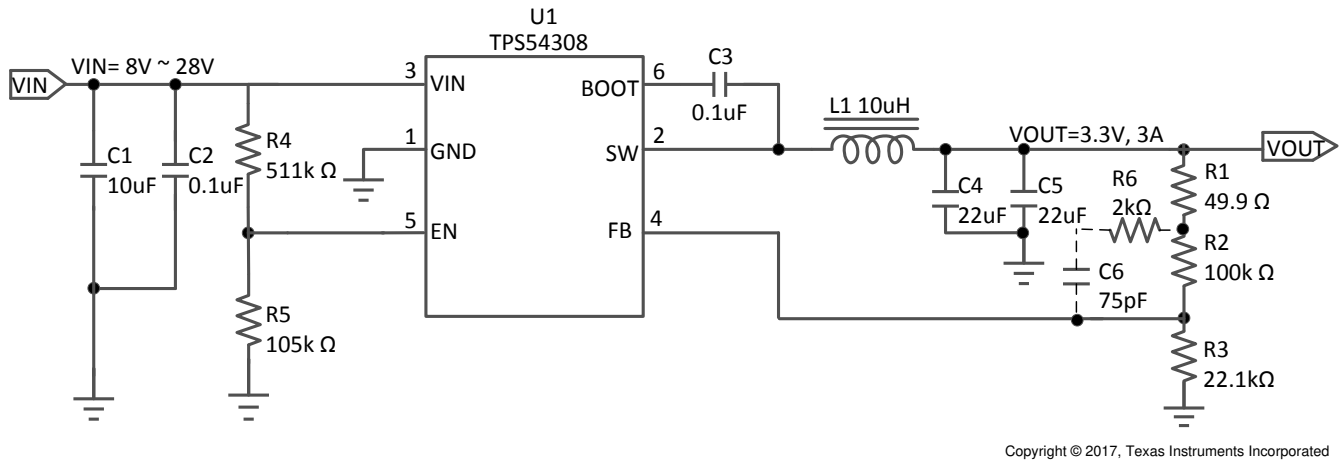 U1
TPS54308
VIN
VIN= 8V ~ 28V
3
VIN
BOOT
6
C3
0.1uF
C1
10uF
C2
0.1uF
R4
511k Ω
1
GND
SW
2
L1 10uH
VOUT=3.3V, 3A
VOUT
C4
22uF
C5
22uF
R6
2kΩ
R1
49.9 Ω
5
EN
FB
4
R2
100k Ω
C6
75pF
R5
105k Ω
R3
22.1kΩ
Copyright © 2017, Texas Instruments Incorporated